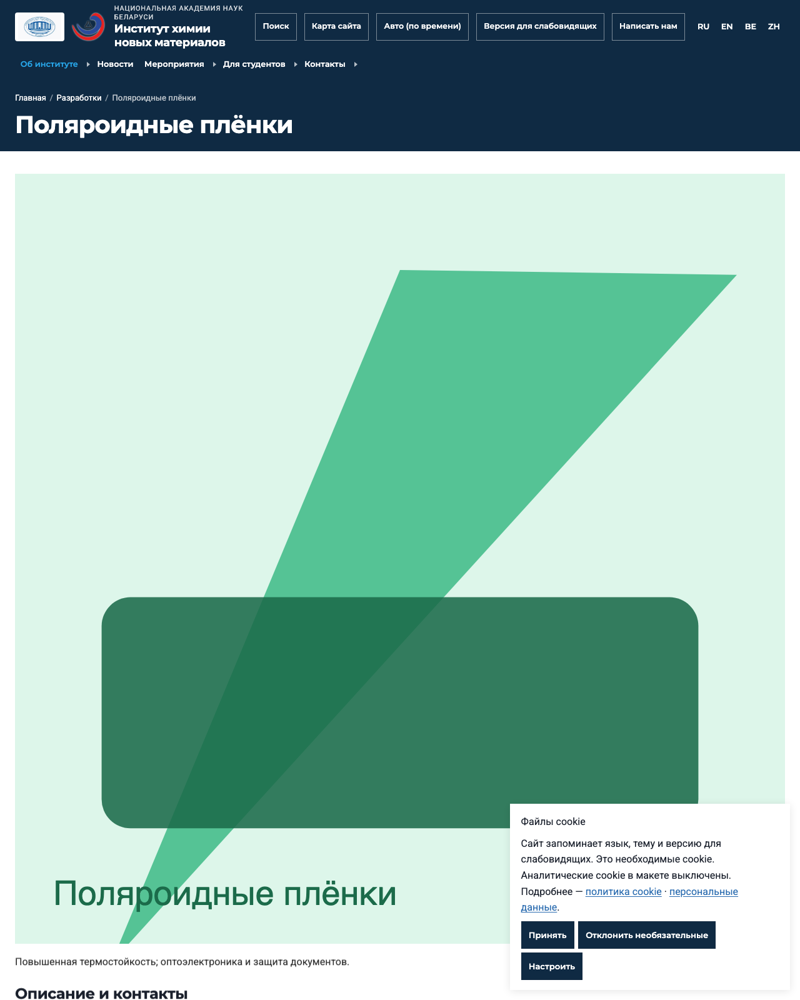 НАЦИОНАЛЬНАЯ АКАДЕМИЯ НАУК
БЕЛАРУСИ
Институт химии
новых материалов
Поиск
Карта сайта
Авто (по времени)
Версия для слабовидящих
Написать нам
RU EN BE ZH
Об институте Новости Мероприятия Для студентов Контакты
Главная / Разработки / Поляроидные плёнки
Поляроидные плёнки
Поляроидные плёнки
Повышенная термостойкость; оптоэлектроника и защита документов.
Описание и контакты
Файлы cookie
Сайт запоминает язык, тему и версию для
слабовидящих. Это необходимые cookie.
Аналитические cookie в макете выключены.
Подробнее — политика cookie · персональные
данные.
Принять
Отклонить необязательные
Настроить